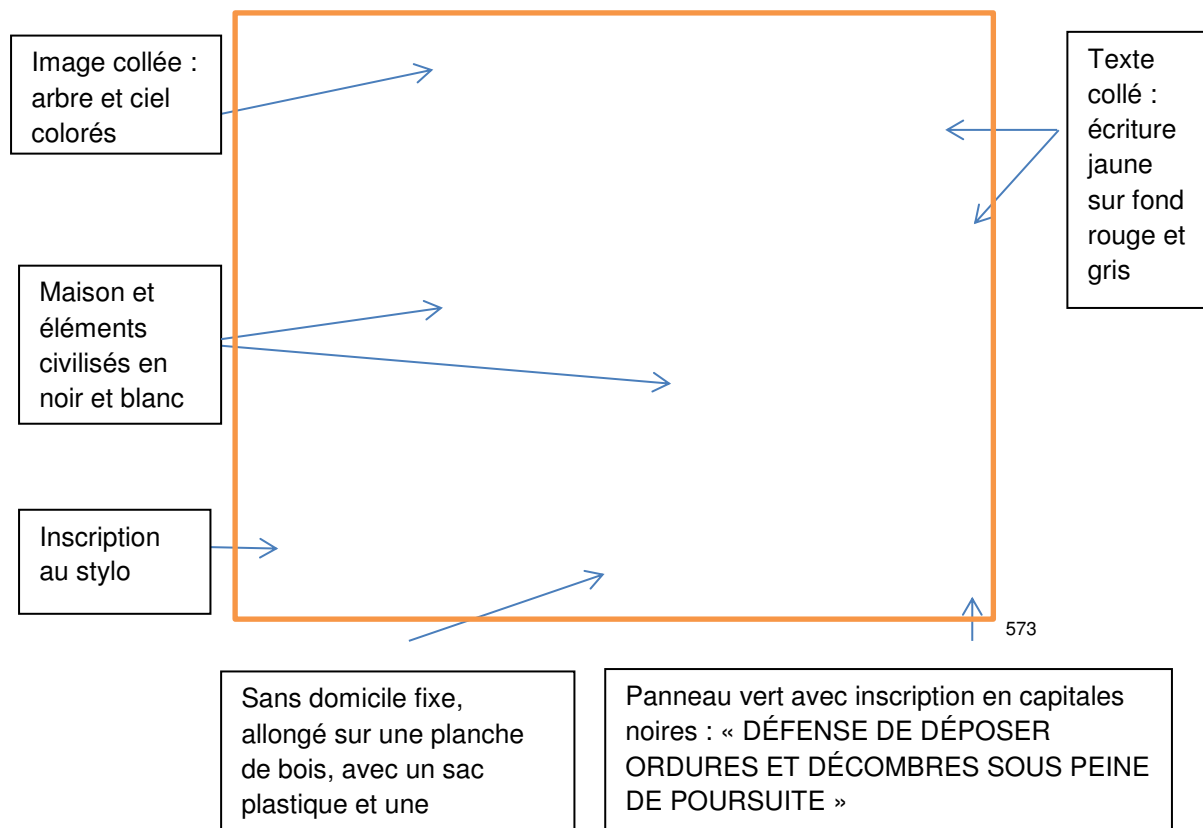 Image collée :
arbre et ciel
colorés
Texte
collé :
écriture
jaune
sur fond
rouge et
gris
Maison et
éléments
civilisés en
noir et blanc
Inscription
au stylo
573
Sans domicile fixe,
allongé sur une planche
de bois, avec un sac
plastique et une
Panneau vert avec inscription en capitales
noires : « DÉFENSE DE DÉPOSER
ORDURES ET DÉCOMBRES SOUS PEINE
DE POURSUITE »